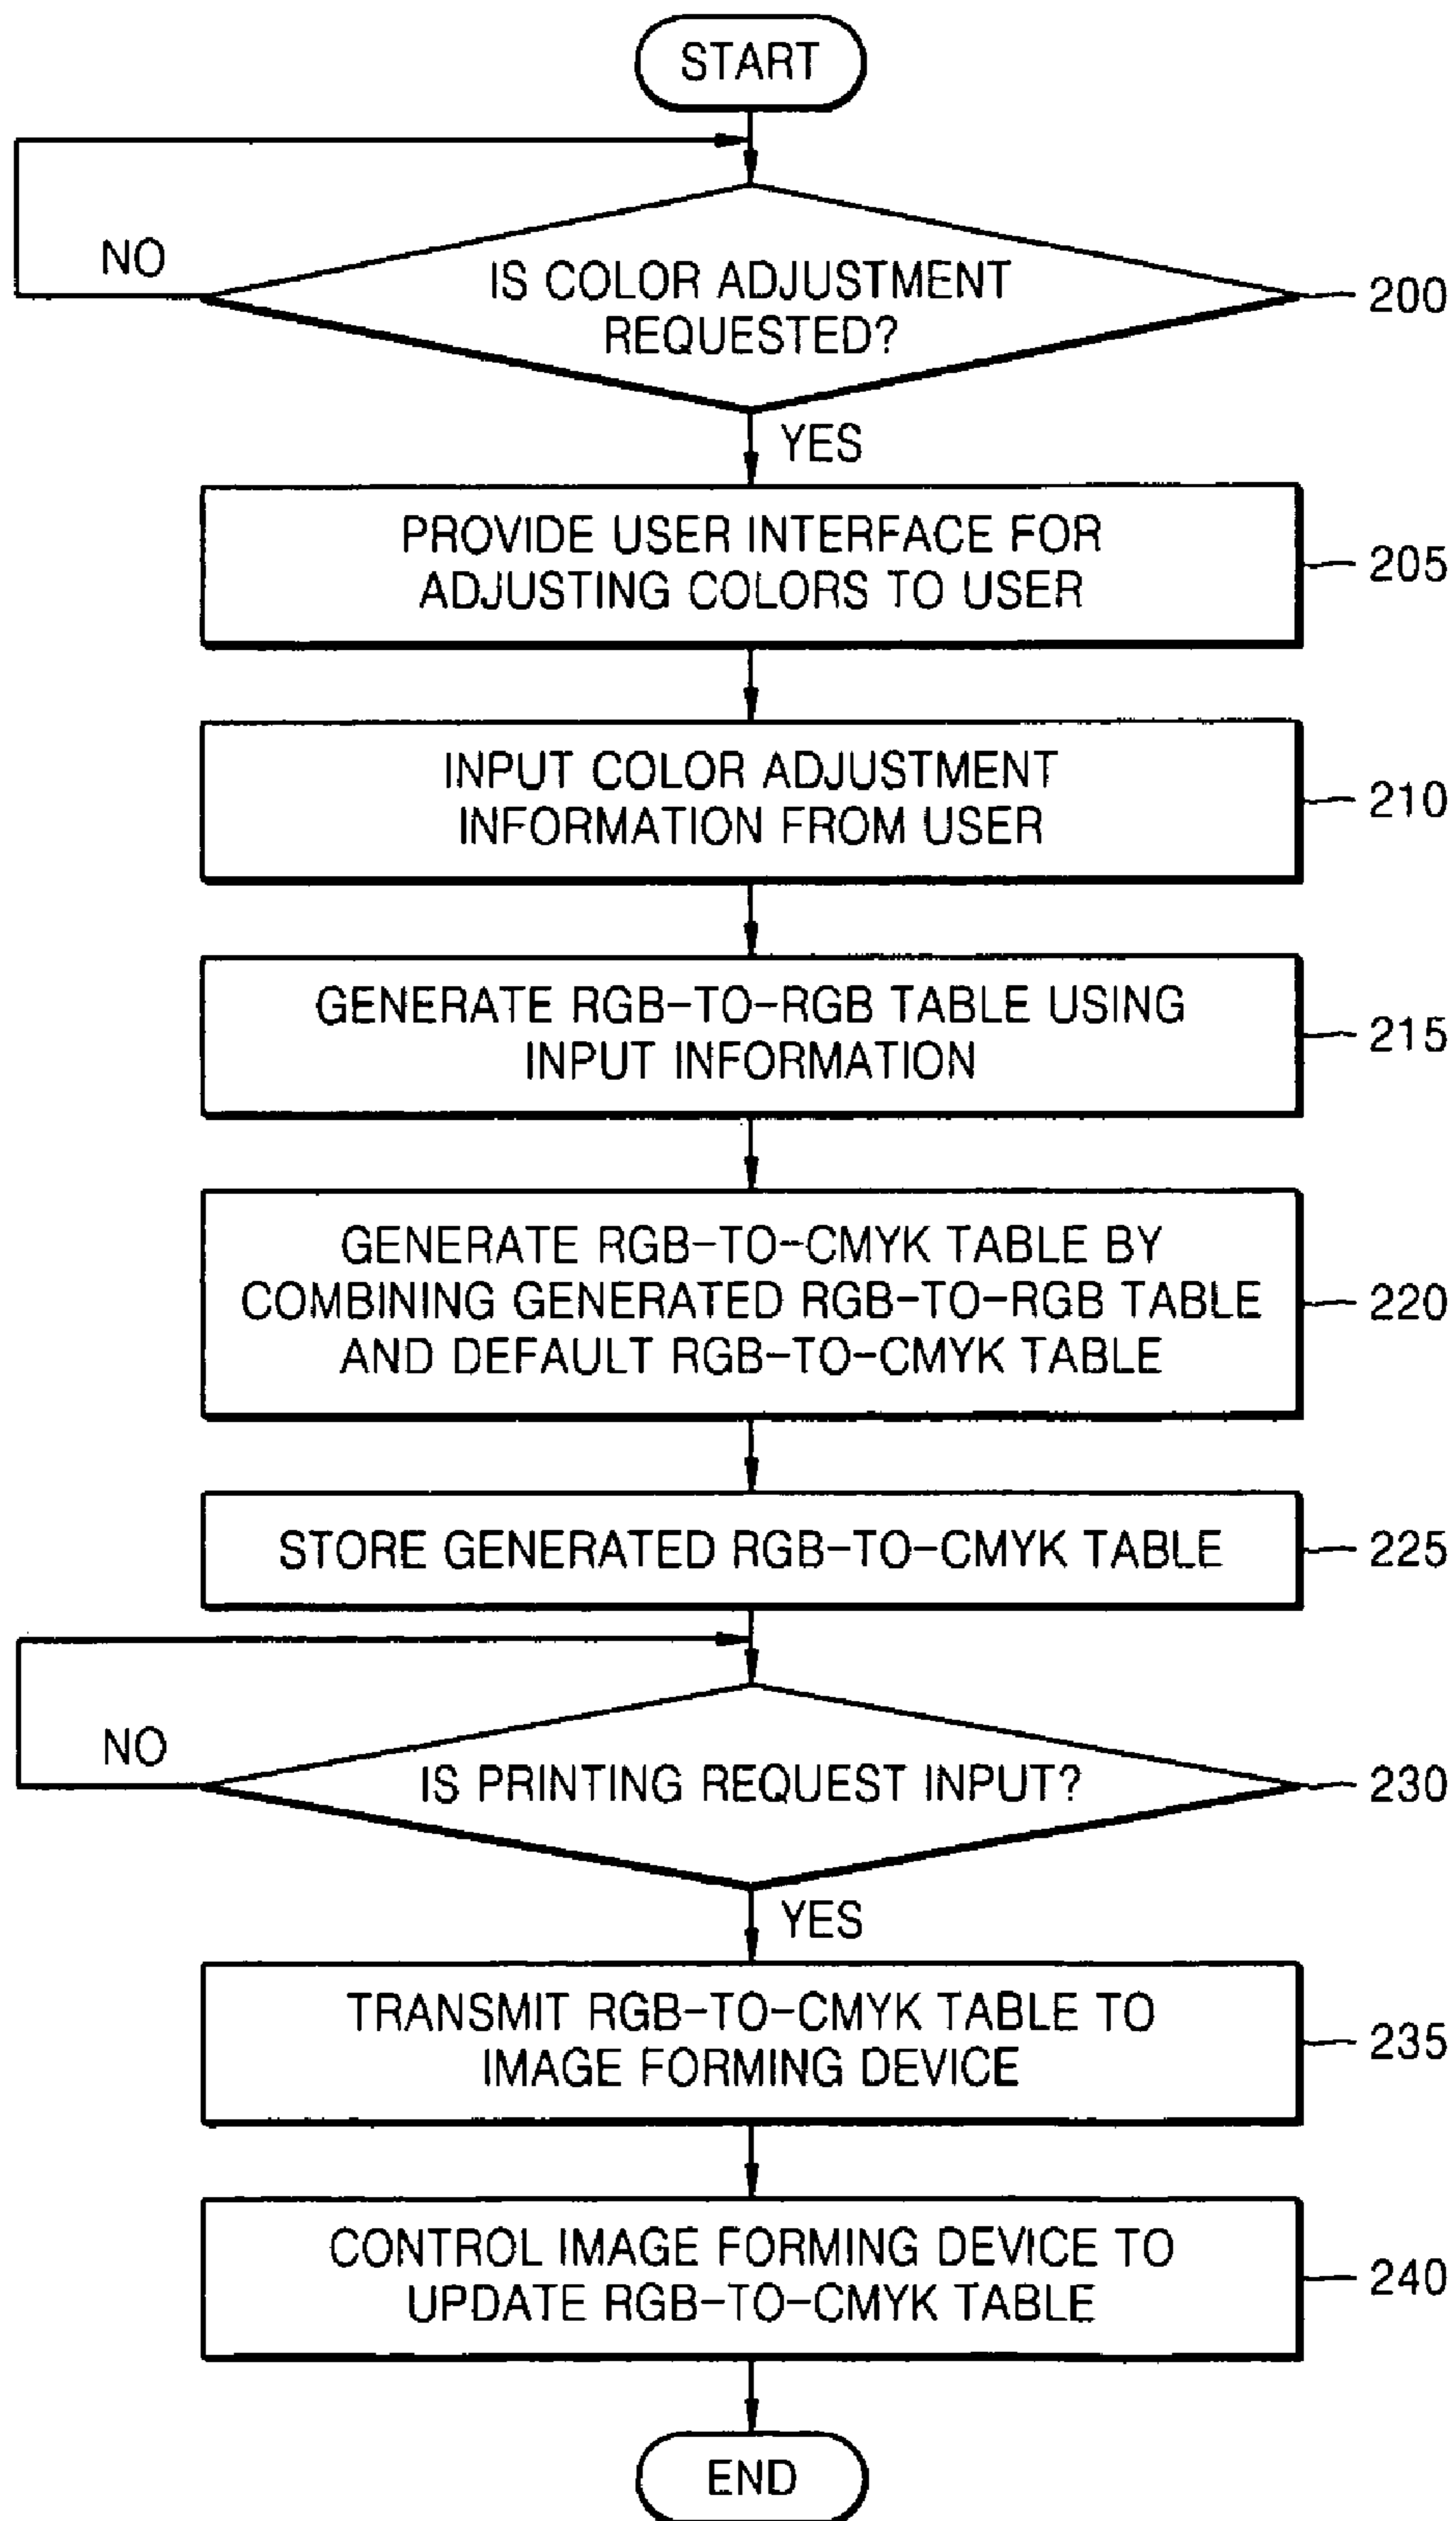 START
NO
IS COLOR ADJUSTMENT
REQUESTED?
200
YES
PROVIDE USER INTERFACE FOR
ADJUSTING COLORS TO USER
205
INPUT COLOR ADJUSTMENT
INFORMATION FROM USER
210
GENERATE RGB-TO-RGB TABLE USING
INPUT INFORMATION
215
GENERATE RGB-TO-CMYK TABLE BY
COMBINING GENERATED RGB-TO-RGB TABLE
AND DEFAULT RGB-TO-CMYK TABLE
220
STORE GENERATED RGB-TO-CMYK TABLE
225
NO
IS PRINTING REQUEST INPUT?
230
YES
TRANSMIT RGB-TO-CMYK TABLE TO
IMAGE FORMING DEVICE
235
CONTROL IMAGE FORMING DEVICE TO
UPDATE RGB-TO-CMYK TABLE
240
END